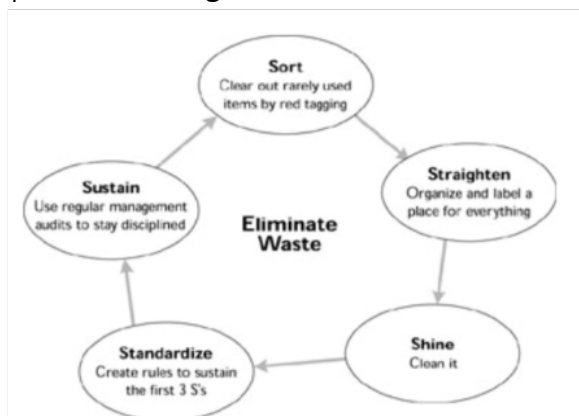 Sort
Clear out rarely used
items by red tagging
Straighten
Organize and label a
place for everything
Sustain
Use regular management
audits to stay disciplined
Eliminate
Waste
Shine
Clean it
Standardize
Create rules to sustain
the first 3 S's